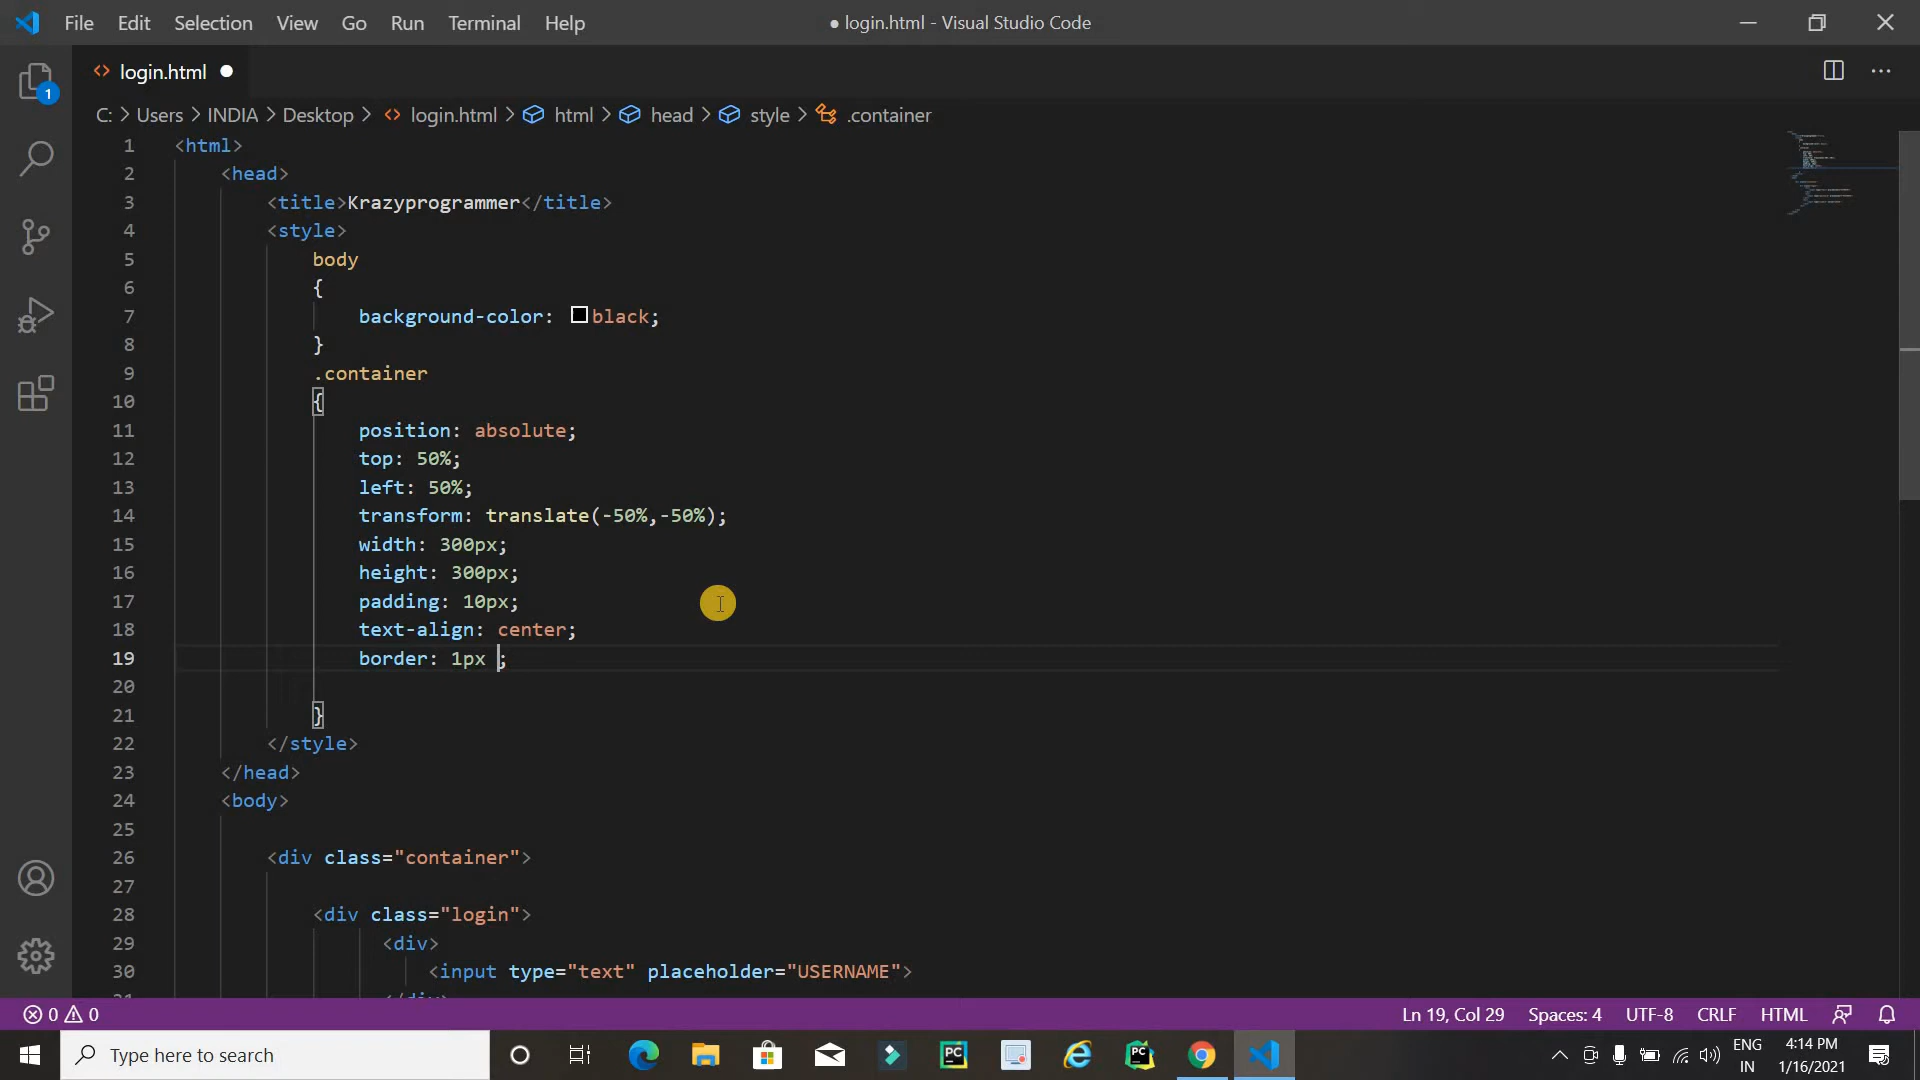 File Edit Selection View Go Run Terminal Help
● login.html - Visual Studio Code
login.html
C: > Users > INDIA > Desktop > login.html > html > head > style > .container
1 <html>
2 <head>
3 <title>Krazyprogrammer</title>
4 <style>
5 body
6 {
7 background-color: black;
8 }
9 .container
10 {
11 position: absolute;
12 top: 50%;
13 left: 50%;
14 transform: translate(-50%,-50%);
15 width: 300px;
16 height: 300px;
17 padding: 10px;
18 text-align: center;
19 border: 1px ;
20
21 }
22 </style>
23 </head>
24 <body>
25
26 <div class="container">
27
28 <div class="login">
29 <div>
30 <input type="text" placeholder="USERNAME">
31 </div>
1
0 0 Ln 19, Col 29 Spaces: 4 UTF-8 CRLF HTML
Type here to search
PC
PC
ENG
IN
4:14 PM
1/16/2021